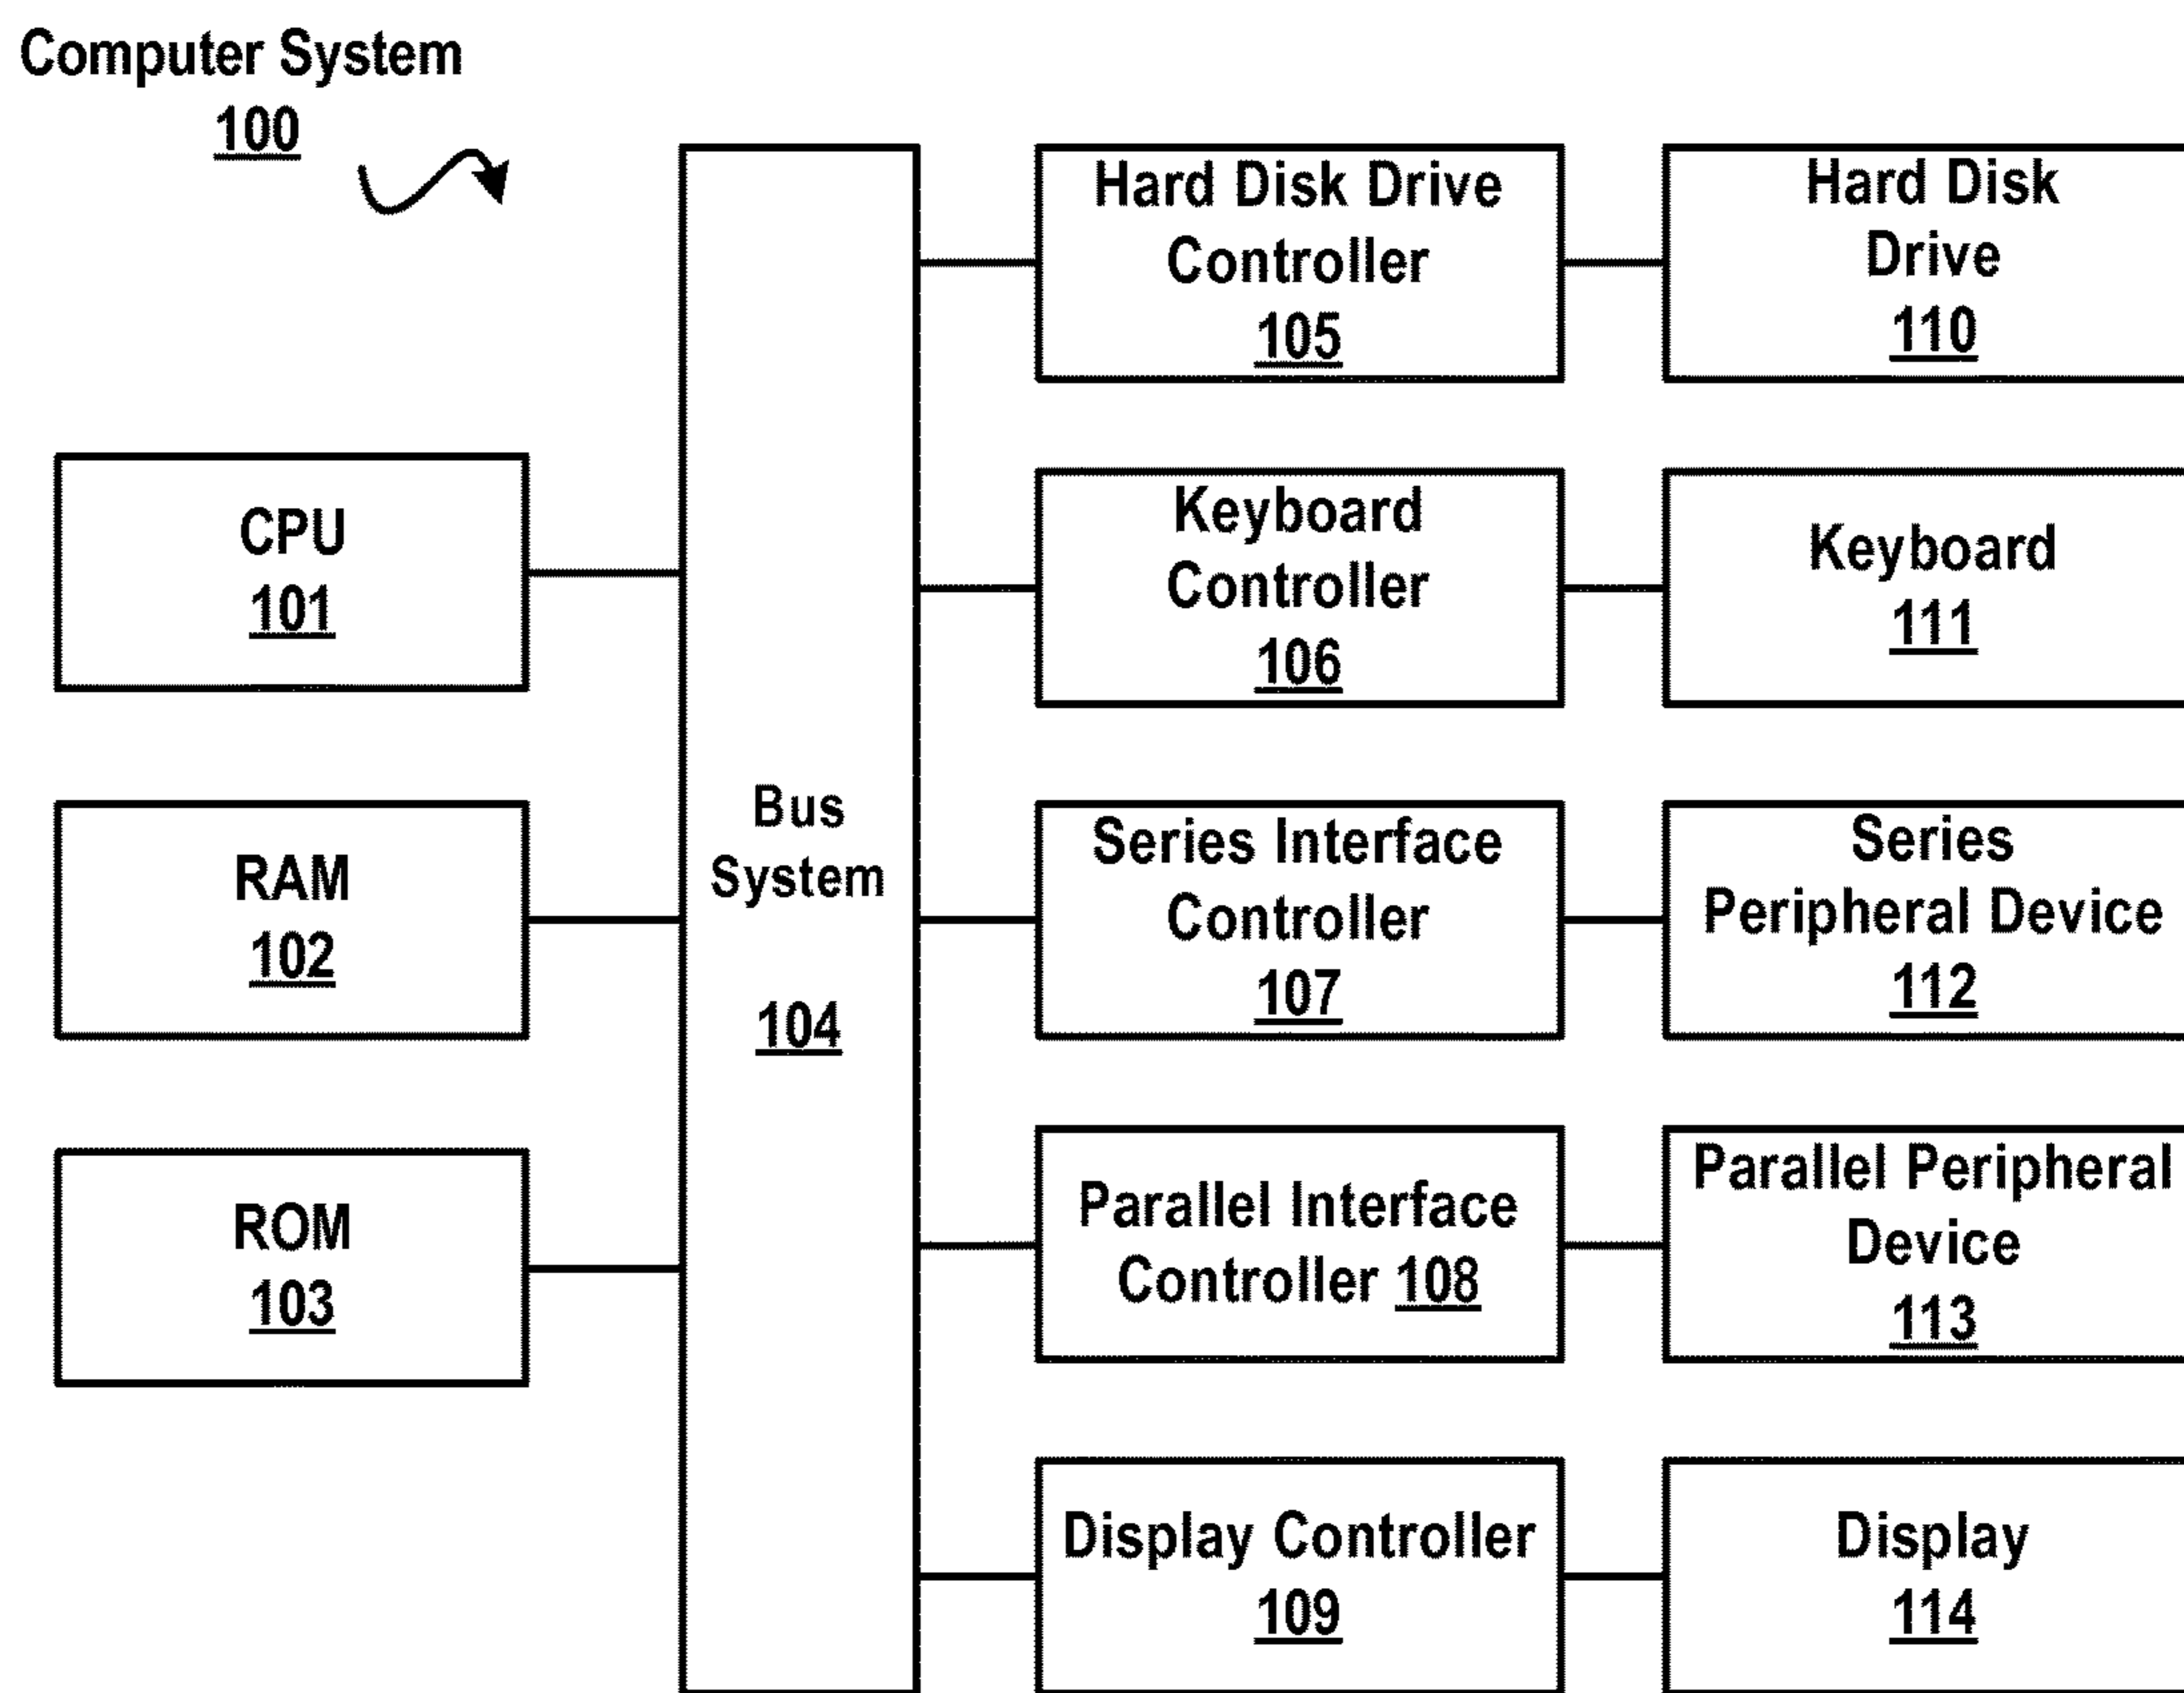 Computer System
100
CPU
101
RAM
102
ROM
103
Bus
System
104
Hard Disk Drive
Controller
105
Keyboard
Controller
106
Series Interface
Controller
107
Parallel Interface
Controller 108
Display Controller
109
Hard Disk
Drive
110
Keyboard
111
Series
Peripheral Device
112
Parallel Peripheral
Device
113
Display
114